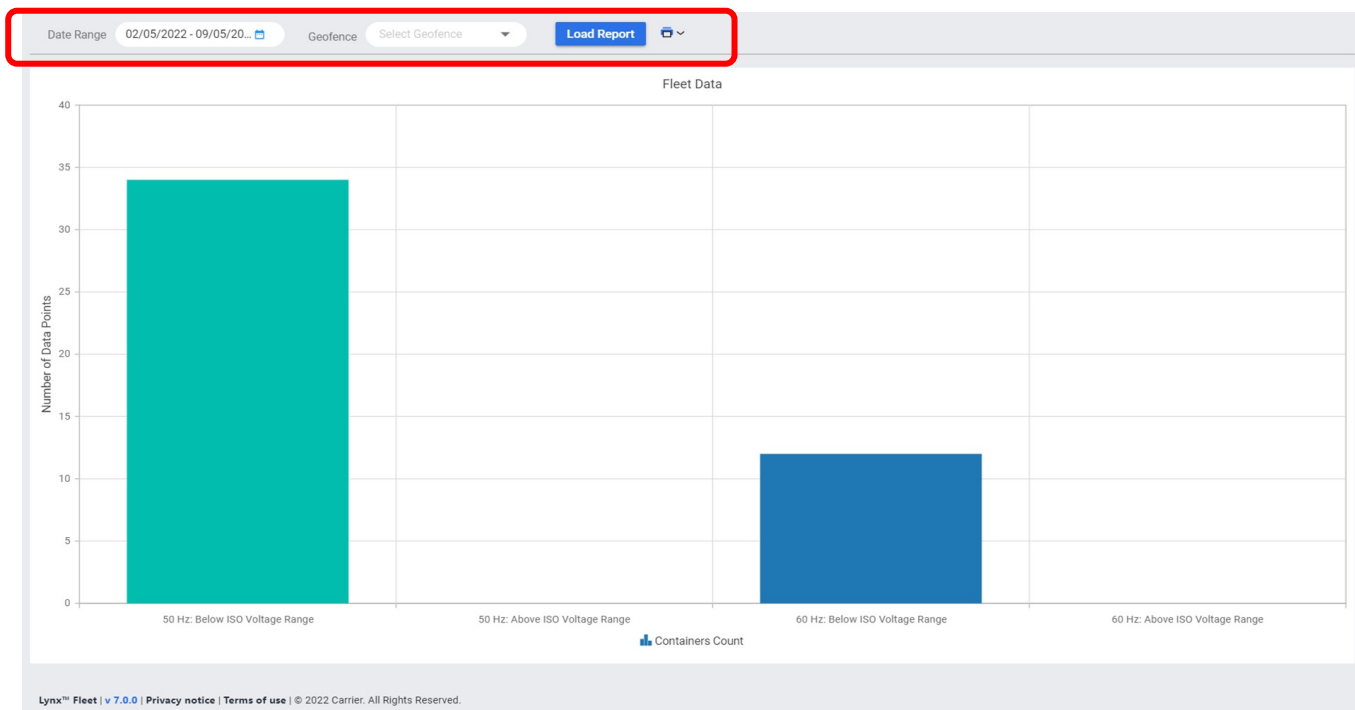 Date Range 02/05/2022 - 09/05/20... Geofence Select Geofence Load Report
Fleet Data
40
35
30
25
20
15
10
5
0
Number of Data Points
50 Hz: Below ISO Voltage Range 50 Hz: Above ISO Voltage Range 60 Hz: Below ISO Voltage Range 60 Hz: Above ISO Voltage Range
Containers Count
Lynx™ Fleet | v 7.0.0 | Privacy notice | Terms of use | © 2022 Carrier. All Rights Reserved.